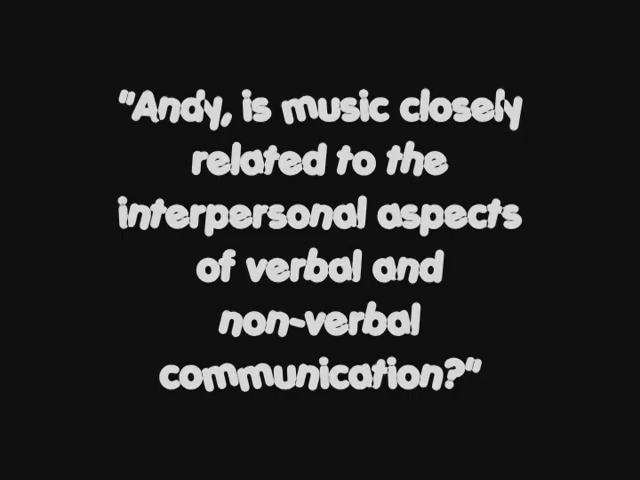 "Andy, is music closely
related to the
interpersonal aspects
of verbal and
non-verbal
communication?"